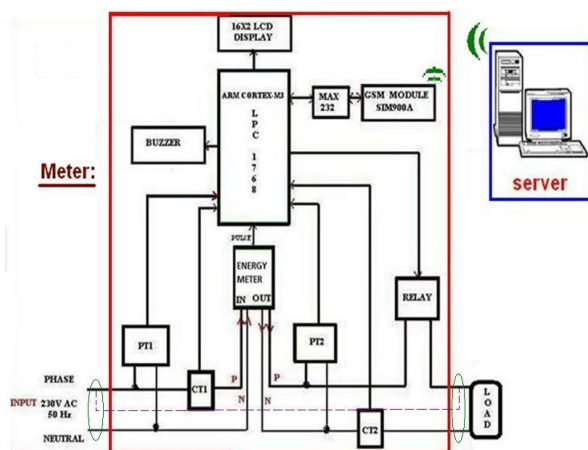 16X2 LCD
DISPLAY
ARM CORTEX-M3
L
P
C
1
7
6
8
MAX
232
GSM MODULE
SIM900A
BUZZER
Meter:
server
PULSE
ENERGY
METER
IN OUT
RELAY
PT1
PT2
PHASE
CT1
P
N
P
N
INPUT 230V AC
50 Hz
NEUTRAL
CT2
L
O
A
D